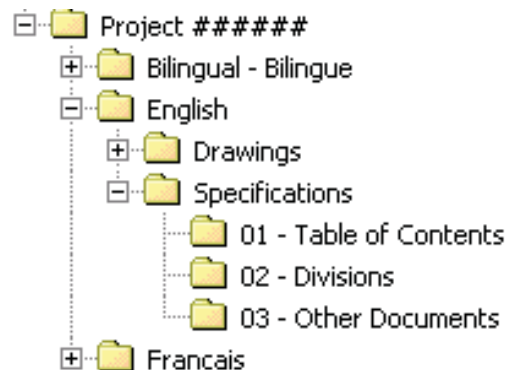 Project ######
Bilingual - Bilingue
English
Drawings
Specifications
01 - Table of Contents
02 - Divisions
03 - Other Documents
Francais